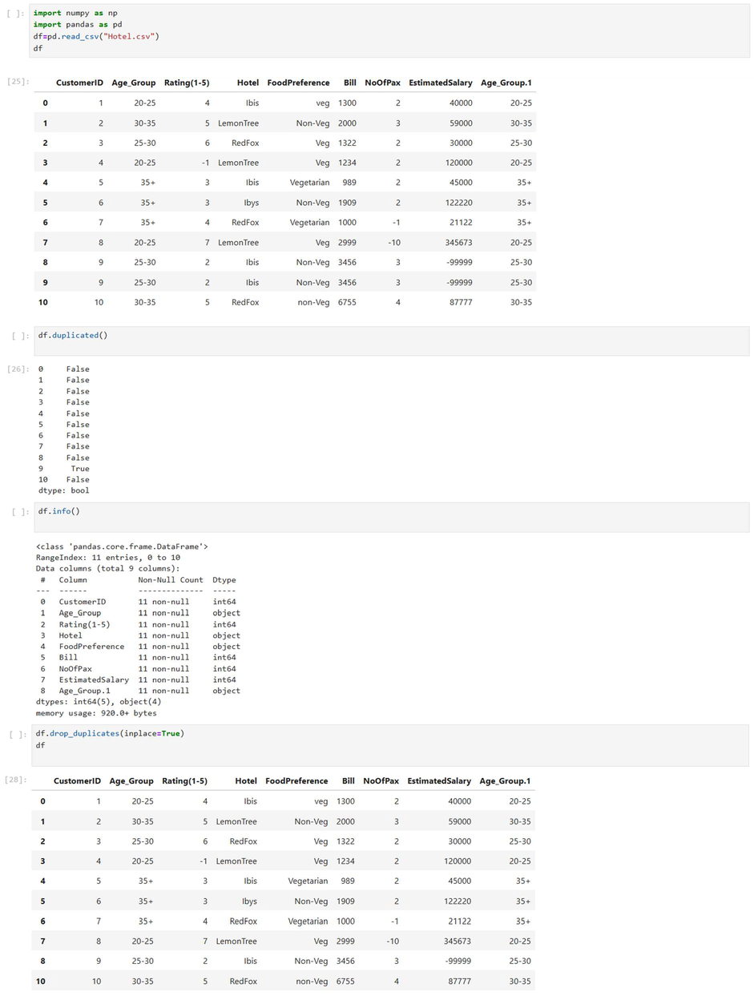 [ ]: import numpy as np
import pandas as pd
df=pd.read_csv("Hotel.csv")
df
[25]: CustomerID Age_Group Rating(1-5) Hotel FoodPreference Bill NoOfPax EstimatedSalary Age_Group.1
0 1 20-25 4 Ibis veg 1300 2 40000 20-25
1 2 30-35 5 LemonTree Non-Veg 2000 3 59000 30-35
2 3 25-30 6 RedFox Veg 1322 2 30000 25-30
3 4 20-25 -1 LemonTree Veg 1234 2 120000 20-25
4 5 35+ 3 Ibis Vegetarian 989 2 45000 35+
5 6 35+ 3 Ibys Non-Veg 1909 2 122220 35+
6 7 35+ 4 RedFox Vegetarian 1000 -1 21122 35+
7 8 20-25 7 LemonTree Veg 2999 -10 345673 20-25
8 9 25-30 2 Ibis Non-Veg 3456 3 -99999 25-30
9 9 25-30 2 Ibis Non-Veg 3456 3 -99999 25-30
10 10 30-35 5 RedFox non-Veg 6755 4 87777 30-35
[ ]: df.duplicated()
[26]: 0 False
1 False
2 False
3 False
4 False
5 False
6 False
7 False
8 False
9 True
10 False
dtype: bool
[ ]: df.info()
<class 'pandas.core.frame.DataFrame'>
RangeIndex: 11 entries, 0 to 10
Data columns (total 9 columns):
# Column Non-Null Count Dtype
--- ------ -------------- -----
0 CustomerID 11 non-null int64
1 Age_Group 11 non-null object
2 Rating(1-5) 11 non-null int64
3 Hotel 11 non-null object
4 FoodPreference 11 non-null object
5 Bill 11 non-null int64
6 NoOfPax 11 non-null int64
7 EstimatedSalary 11 non-null int64
8 Age_Group.1 11 non-null object
dtypes: int64(5), object(4)
memory usage: 920.0+ bytes
[ ]: df.drop_duplicates(inplace=True)
df
[28]: CustomerID Age_Group Rating(1-5) Hotel FoodPreference Bill NoOfPax EstimatedSalary Age_Group.1
0 1 20-25 4 Ibis veg 1300 2 40000 20-25
1 2 30-35 5 LemonTree Non-Veg 2000 3 59000 30-35
2 3 25-30 6 RedFox Veg 1322 2 30000 25-30
3 4 20-25 -1 LemonTree Veg 1234 2 120000 20-25
4 5 35+ 3 Ibis Vegetarian 989 2 45000 35+
5 6 35+ 3 Ibys Non-Veg 1909 2 122220 35+
6 7 35+ 4 RedFox Vegetarian 1000 -1 21122 35+
7 8 20-25 7 LemonTree Veg 2999 -10 345673 20-25
8 9 25-30 2 Ibis Non-Veg 3456 3 -99999 25-30
10 10 30-35 5 RedFox non-Veg 6755 4 87777 30-35